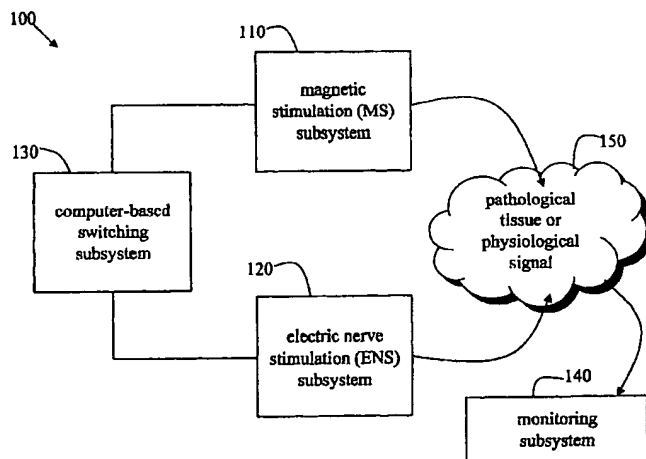 100
110
magnetic
stimulation (MS)
subsystem
130
computer-based
switching
subsystem
150
pathological
tissue or
physiological
signal
120
electric nerve
stimulation (ENS)
subsystem
140
monitoring
subsystem